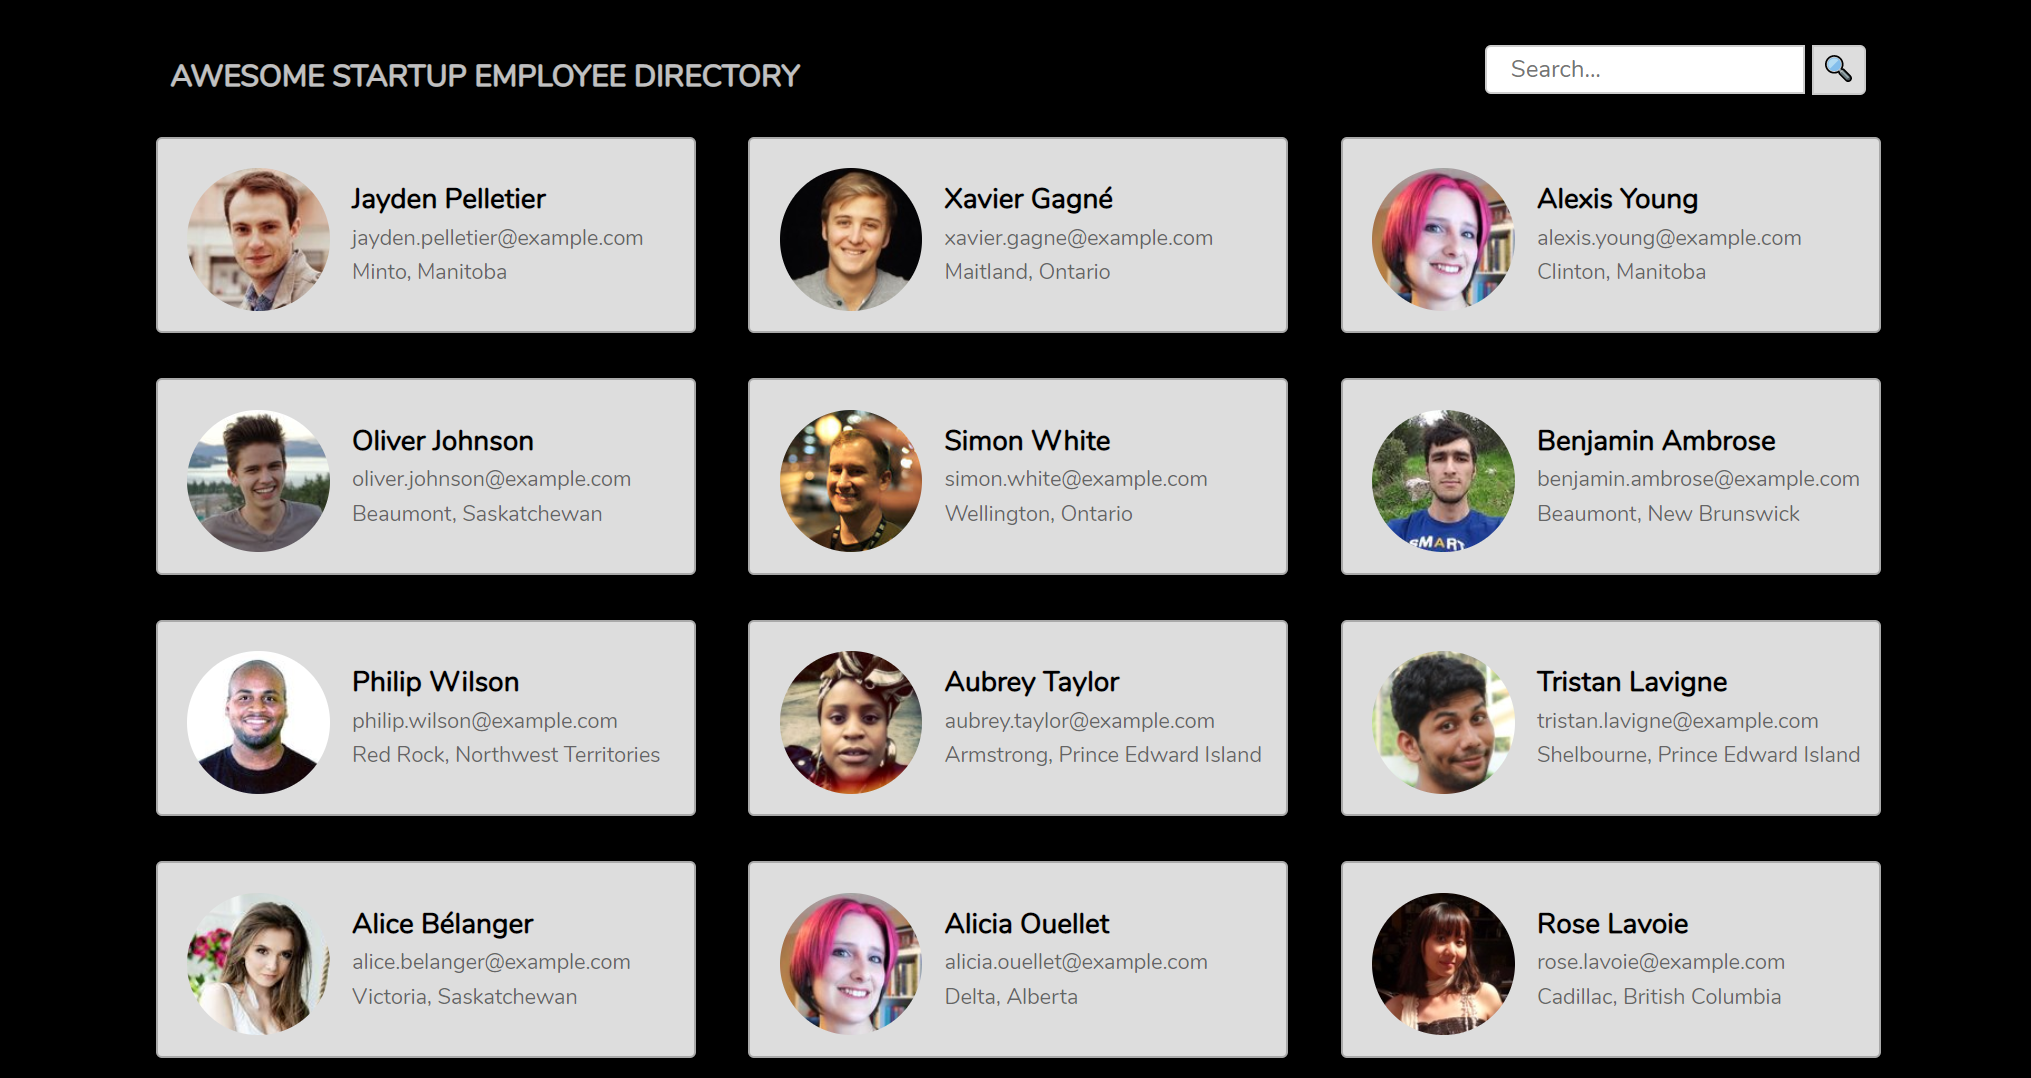 AWESOME STARTUP EMPLOYEE DIRECTORY
Search...
Jayden Pelletier
jayden.pelletier@example.com
Minto, Manitoba
Xavier Gagné
xavier.gagne@example.com
Maitland, Ontario
Alexis Young
alexis.young@example.com
Clinton, Manitoba
Oliver Johnson
oliver.johnson@example.com
Beaumont, Saskatchewan
Simon White
simon.white@example.com
Wellington, Ontario
Benjamin Ambrose
benjamin.ambrose@example.com
Beaumont, New Brunswick
SMART
Philip Wilson
philip.wilson@example.com
Red Rock, Northwest Territories
Aubrey Taylor
aubrey.taylor@example.com
Armstrong, Prince Edward Island
Tristan Lavigne
tristan.lavigne@example.com
Shelbourne, Prince Edward Island
Alice Bélanger
alice.belanger@example.com
Victoria, Saskatchewan
Alicia Ouellet
alicia.ouellet@example.com
Delta, Alberta
Rose Lavoie
rose.lavoie@example.com
Cadillac, British Columbia